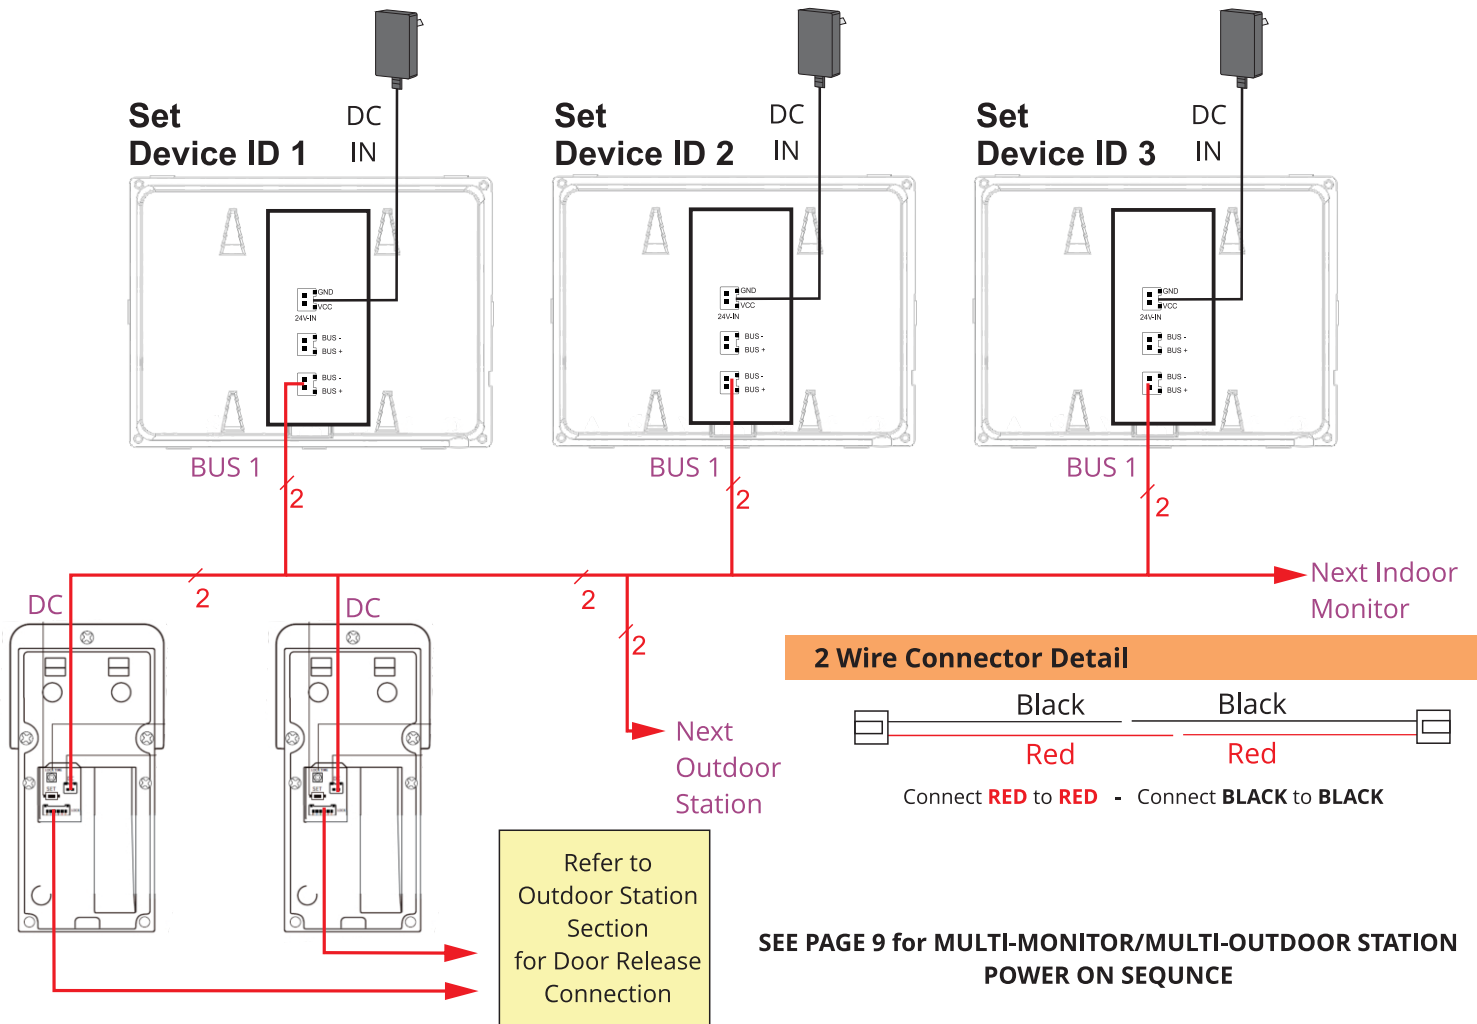 Set
Device ID 1
DC
IN
Set
Device ID 2
DC
IN
Set
Device ID 3
DC
IN
GND
VCC
24V-IN
BUS -
BUS +
BUS -
BUS +
GND
VCC
24V-IN
BUS -
BUS +
BUS -
BUS +
GND
VCC
24V-IN
BUS -
BUS +
BUS -
BUS +
BUS 1
2
BUS 1
2
BUS 1
2
2
2
2
Next Indoor
Monitor
DC
DC
SET
SET
Next
Outdoor
Station
2 Wire Connector Detail
Black
Black
Red
Red
Connect RED to RED - Connect BLACK to BLACK
Refer to
Outdoor Station
Section
for Door Release
Connection
SEE PAGE 9 for MULTI-MONITOR/MULTI-OUTDOOR STATION
POWER ON SEQUNCE